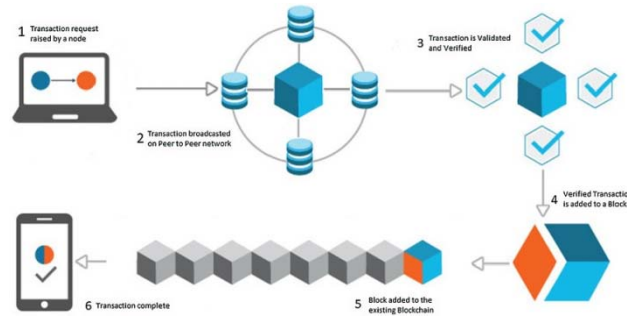 1 Transaction request
raised by a node
2 Transaction broadcasted
on Peer to Peer network
3 Transaction is Validated
and Verified
4 Verified Transaction
is added to a Block
5 Block added to the
existing Blockchain
6 Transaction complete